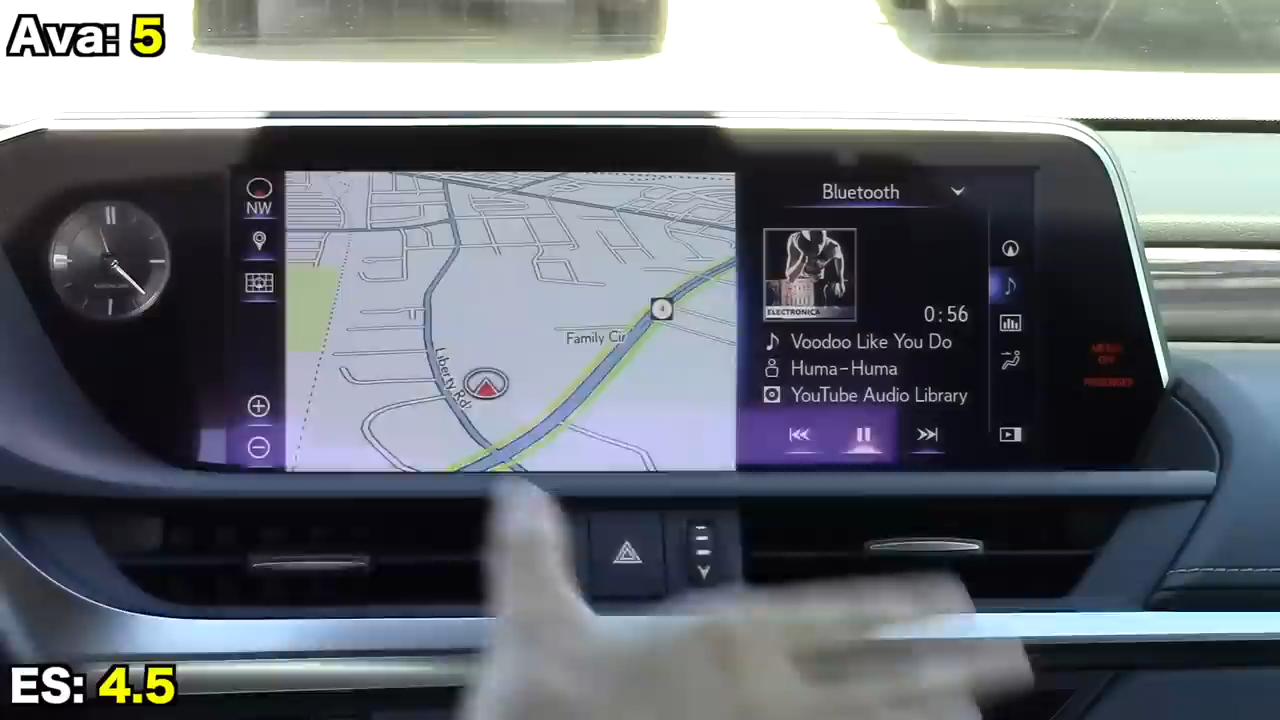 Ava: 5
NW
Bluetooth
ELECTRONICA
0:56
Voodoo Like You Do
Huma-Huma
YouTube Audio Library
Family Cir
Liberty Rd
PASSENGER
ES: 4.5